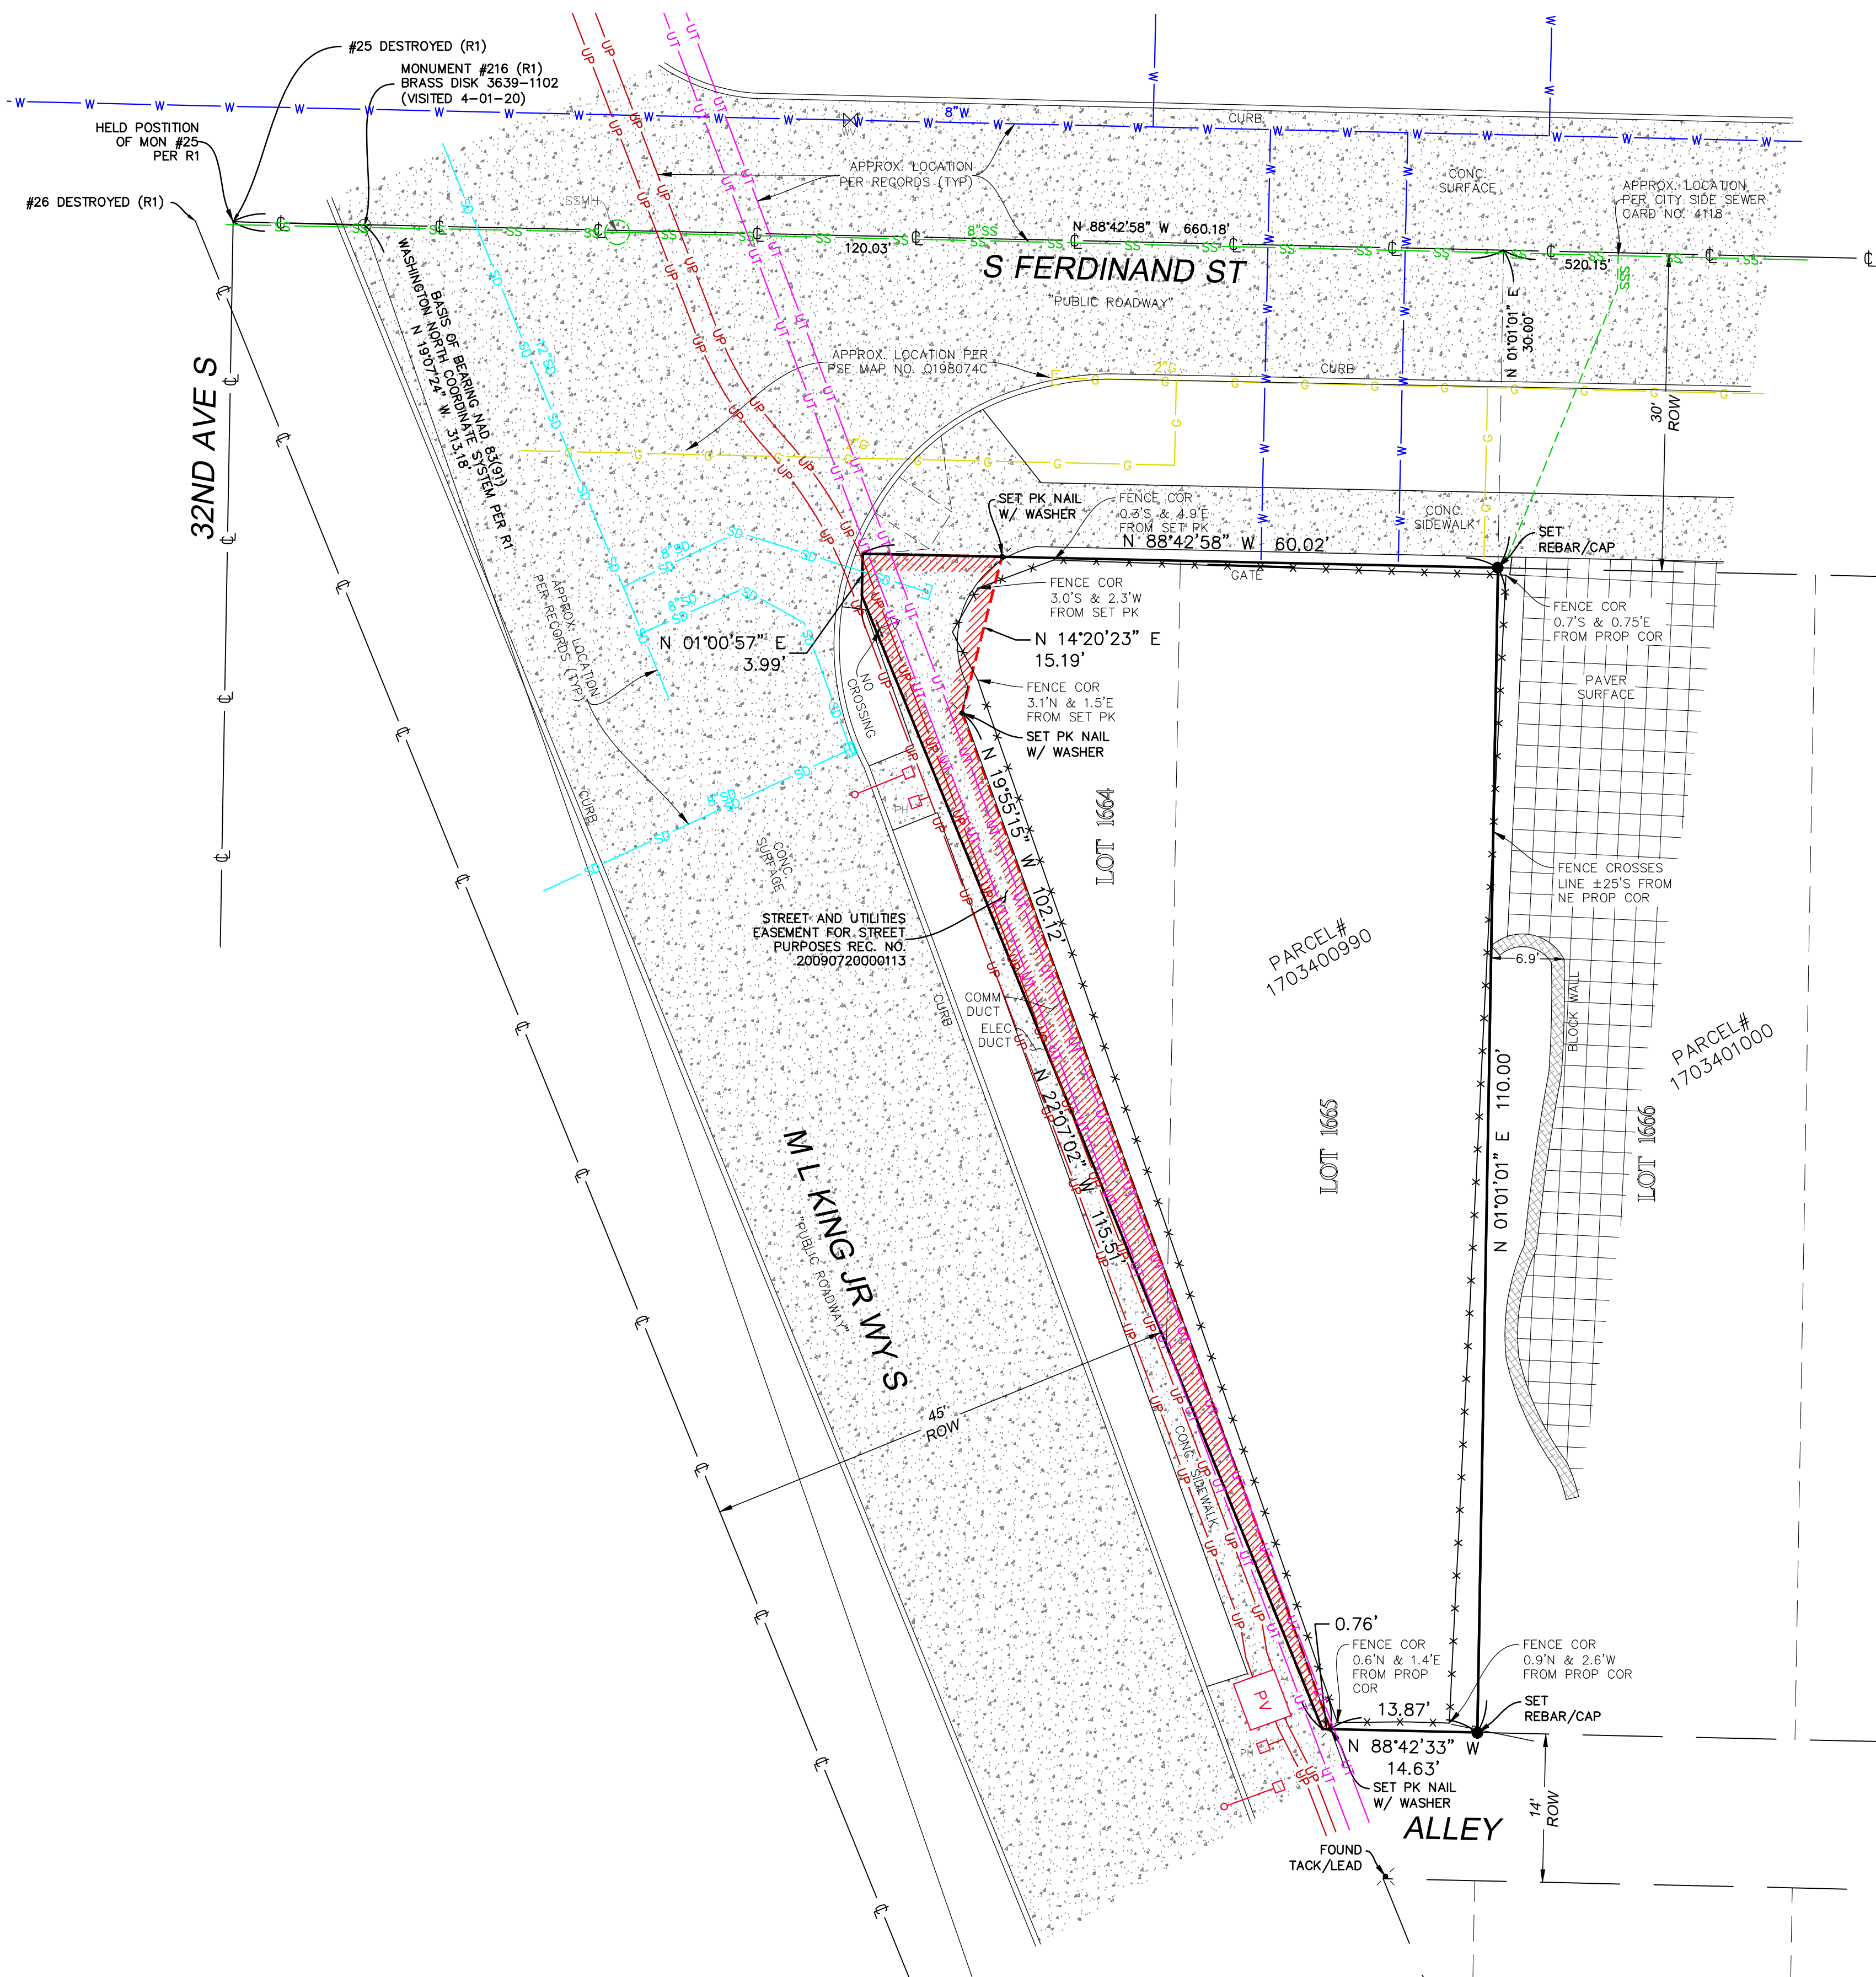 #25 DESTROYED (R1)
MONUMENT #216 (R1)
BRASS DISK 3639-1102
(VISITED 4-01-20)
HELD POSTITION
OF MON #25
PER R1
#26 DESTROYED (R1)
8"W
CURB
WV
APPROX. LOCATION
PER RECORDS (TYP)
CONC.
SURFACE
APPROX. LOCATION
PER CITY SIDE SEWER
CARD NO. 4118
SSMH
8"SS
N 88°42'58" W 660.18'
120.03'
520.15'
S FERDINAND ST
"PUBLIC ROADWAY"
SSS
N 01°01'01" E
30.00'
30'
ROW
32ND AVE S
BASIS OF BEARING NAD 83(91)
WASHINGTON NORTH COORDINATE SYSTEM PER R1
N 19°07'24" W 313.18'
12"SD
APPROX. LOCATION PER
PSE MAP NO. Q198074C
2"G
CURB
2"G
SET PK NAIL
W/ WASHER
FENCE COR
0.3'S & 4.9'E
FROM SET PK
CONC.
SIDEWALK
N 88°42'58" W 60.02'
GATE
SET
REBAR/CAP
8"SD
8"SD
FENCE COR
3.0'S & 2.3'W
FROM SET PK
FENCE COR
0.7'S & 0.75'E
FROM PROP COR
N 01°00'57" E
3.99'
N 14°20'23" E
15.19'
APPROX. LOCATION
PER RECORDS (TYP)
NO
CROSSING
FENCE COR
3.1'N & 1.5'E
FROM SET PK
PAVER
SURFACE
SET PK NAIL
W/ WASHER
N 19°55'15" W 102.12'
8"SD
CURB
PH
CONC.
SURFACE
LOT 1664
FENCE CROSSES
LINE ±25'S FROM
NE PROP COR
STREET AND UTILITIES
EASEMENT FOR STREET
PURPOSES REC. NO.
20090720000113
PARCEL#
1703400990
6.9'
BLOCK WALL
COMM
DUCT
ELEC
DUCT
CURB
PARCEL#
1703401000
N 22°07'02" W 115.51'
LOT 1665
N 01°01'01" E 110.00'
LOT 1666
M L KING JR WY S
"PUBLIC ROADWAY"
45'
ROW
CONC. SIDEWALK
0.76'
FENCE COR
0.6'N & 1.4'E
FROM PROP
COR
FENCE COR
0.9'N & 2.6'W
FROM PROP COR
PV
13.87'
SET
REBAR/CAP
PH
N 88°42'33" W
14.63'
SET PK NAIL
W/ WASHER
14'
ROW
ALLEY
FOUND
TACK/LEAD